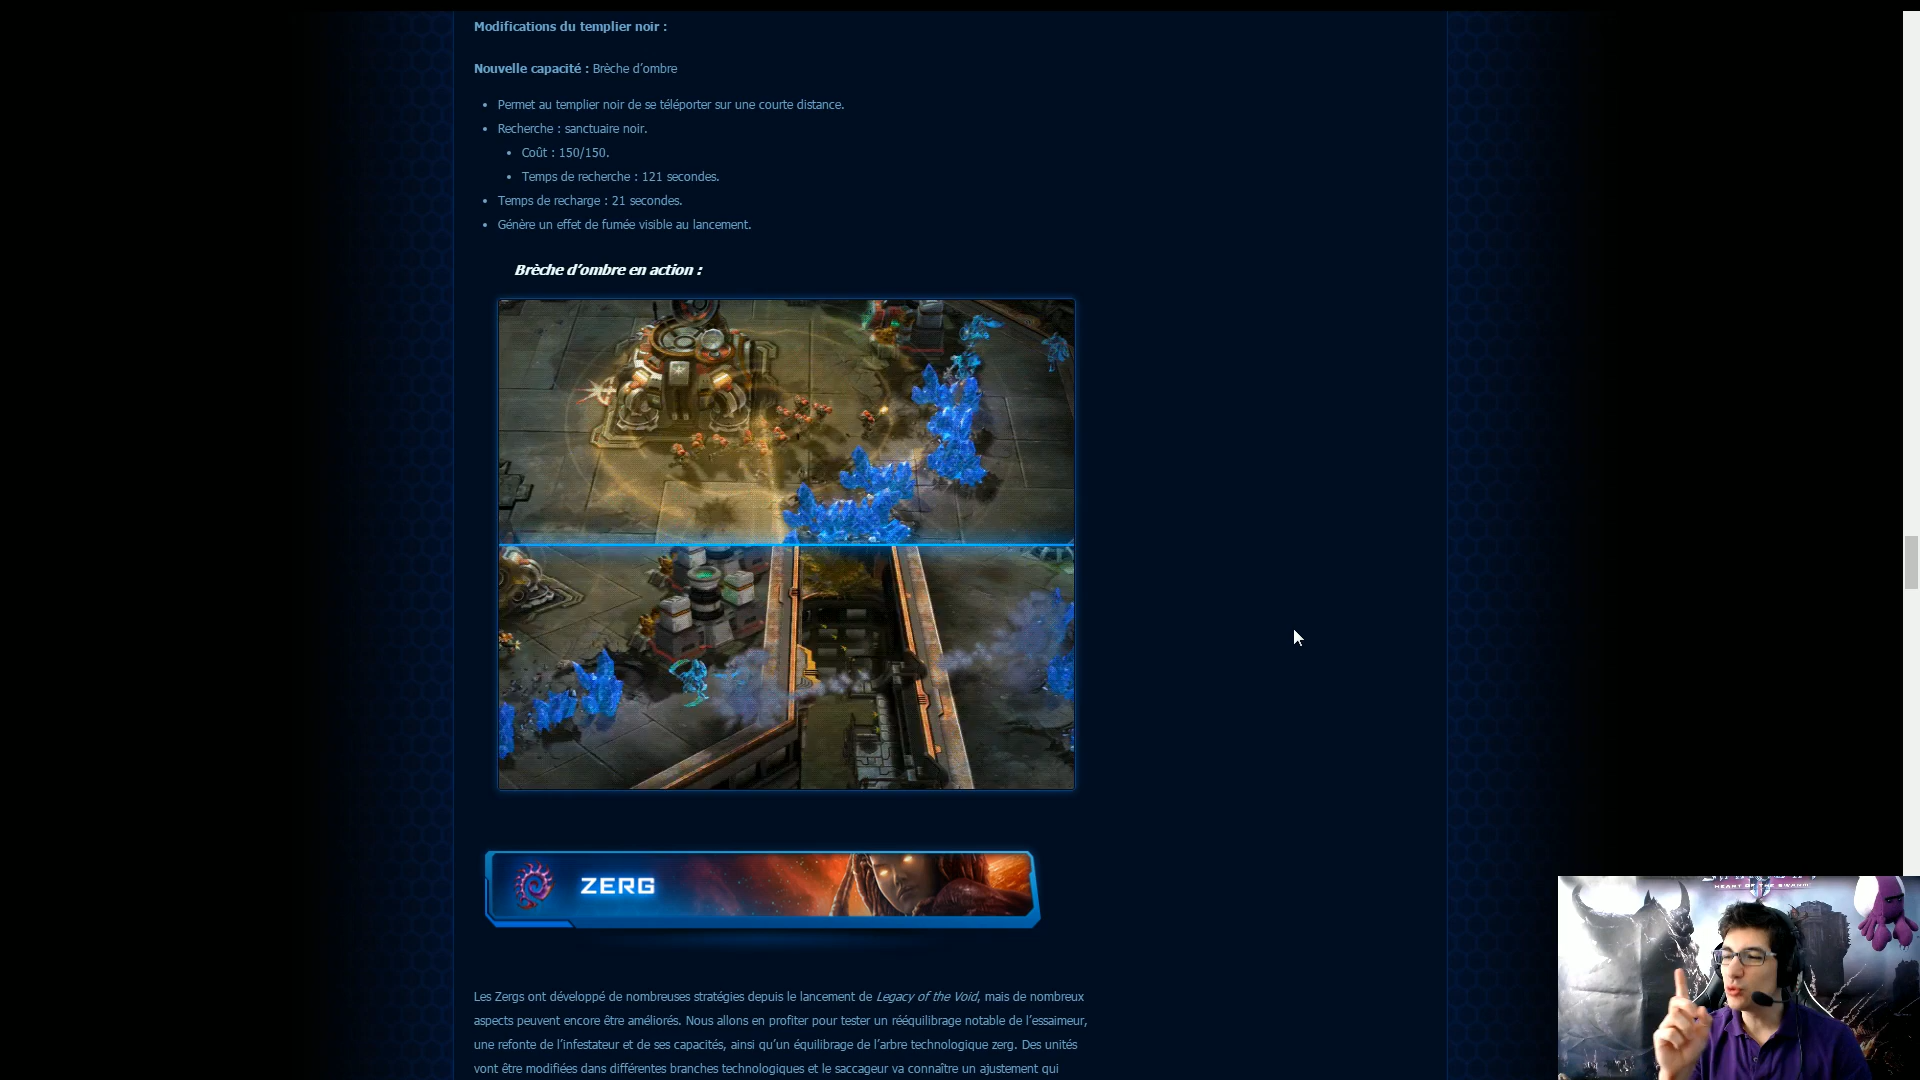 Modifications du templier noir :
Nouvelle capacité : Brèche d’ombre
Permet au templier noir de se téléporter sur une courte distance.
Recherche : sanctuaire noir.
Coût : 150/150.
Temps de recherche : 121 secondes.
Temps de recharge : 21 secondes.
Génère un effet de fumée visible au lancement.
Brèche d’ombre en action :
ZERG
Les Zergs ont développé de nombreuses stratégies depuis le lancement de Legacy of the Void, mais de nombreux
aspects peuvent encore être améliorés. Nous allons en profiter pour tester un rééquilibrage notable de l’essaimeur,
une refonte de l’infestateur et de ses capacités, ainsi qu’un équilibrage de l’arbre technologique zerg. Des unités
vont être modifiées dans différentes branches technologiques et le saccageur va connaître un ajustement qui
HEART OF THE SWARM